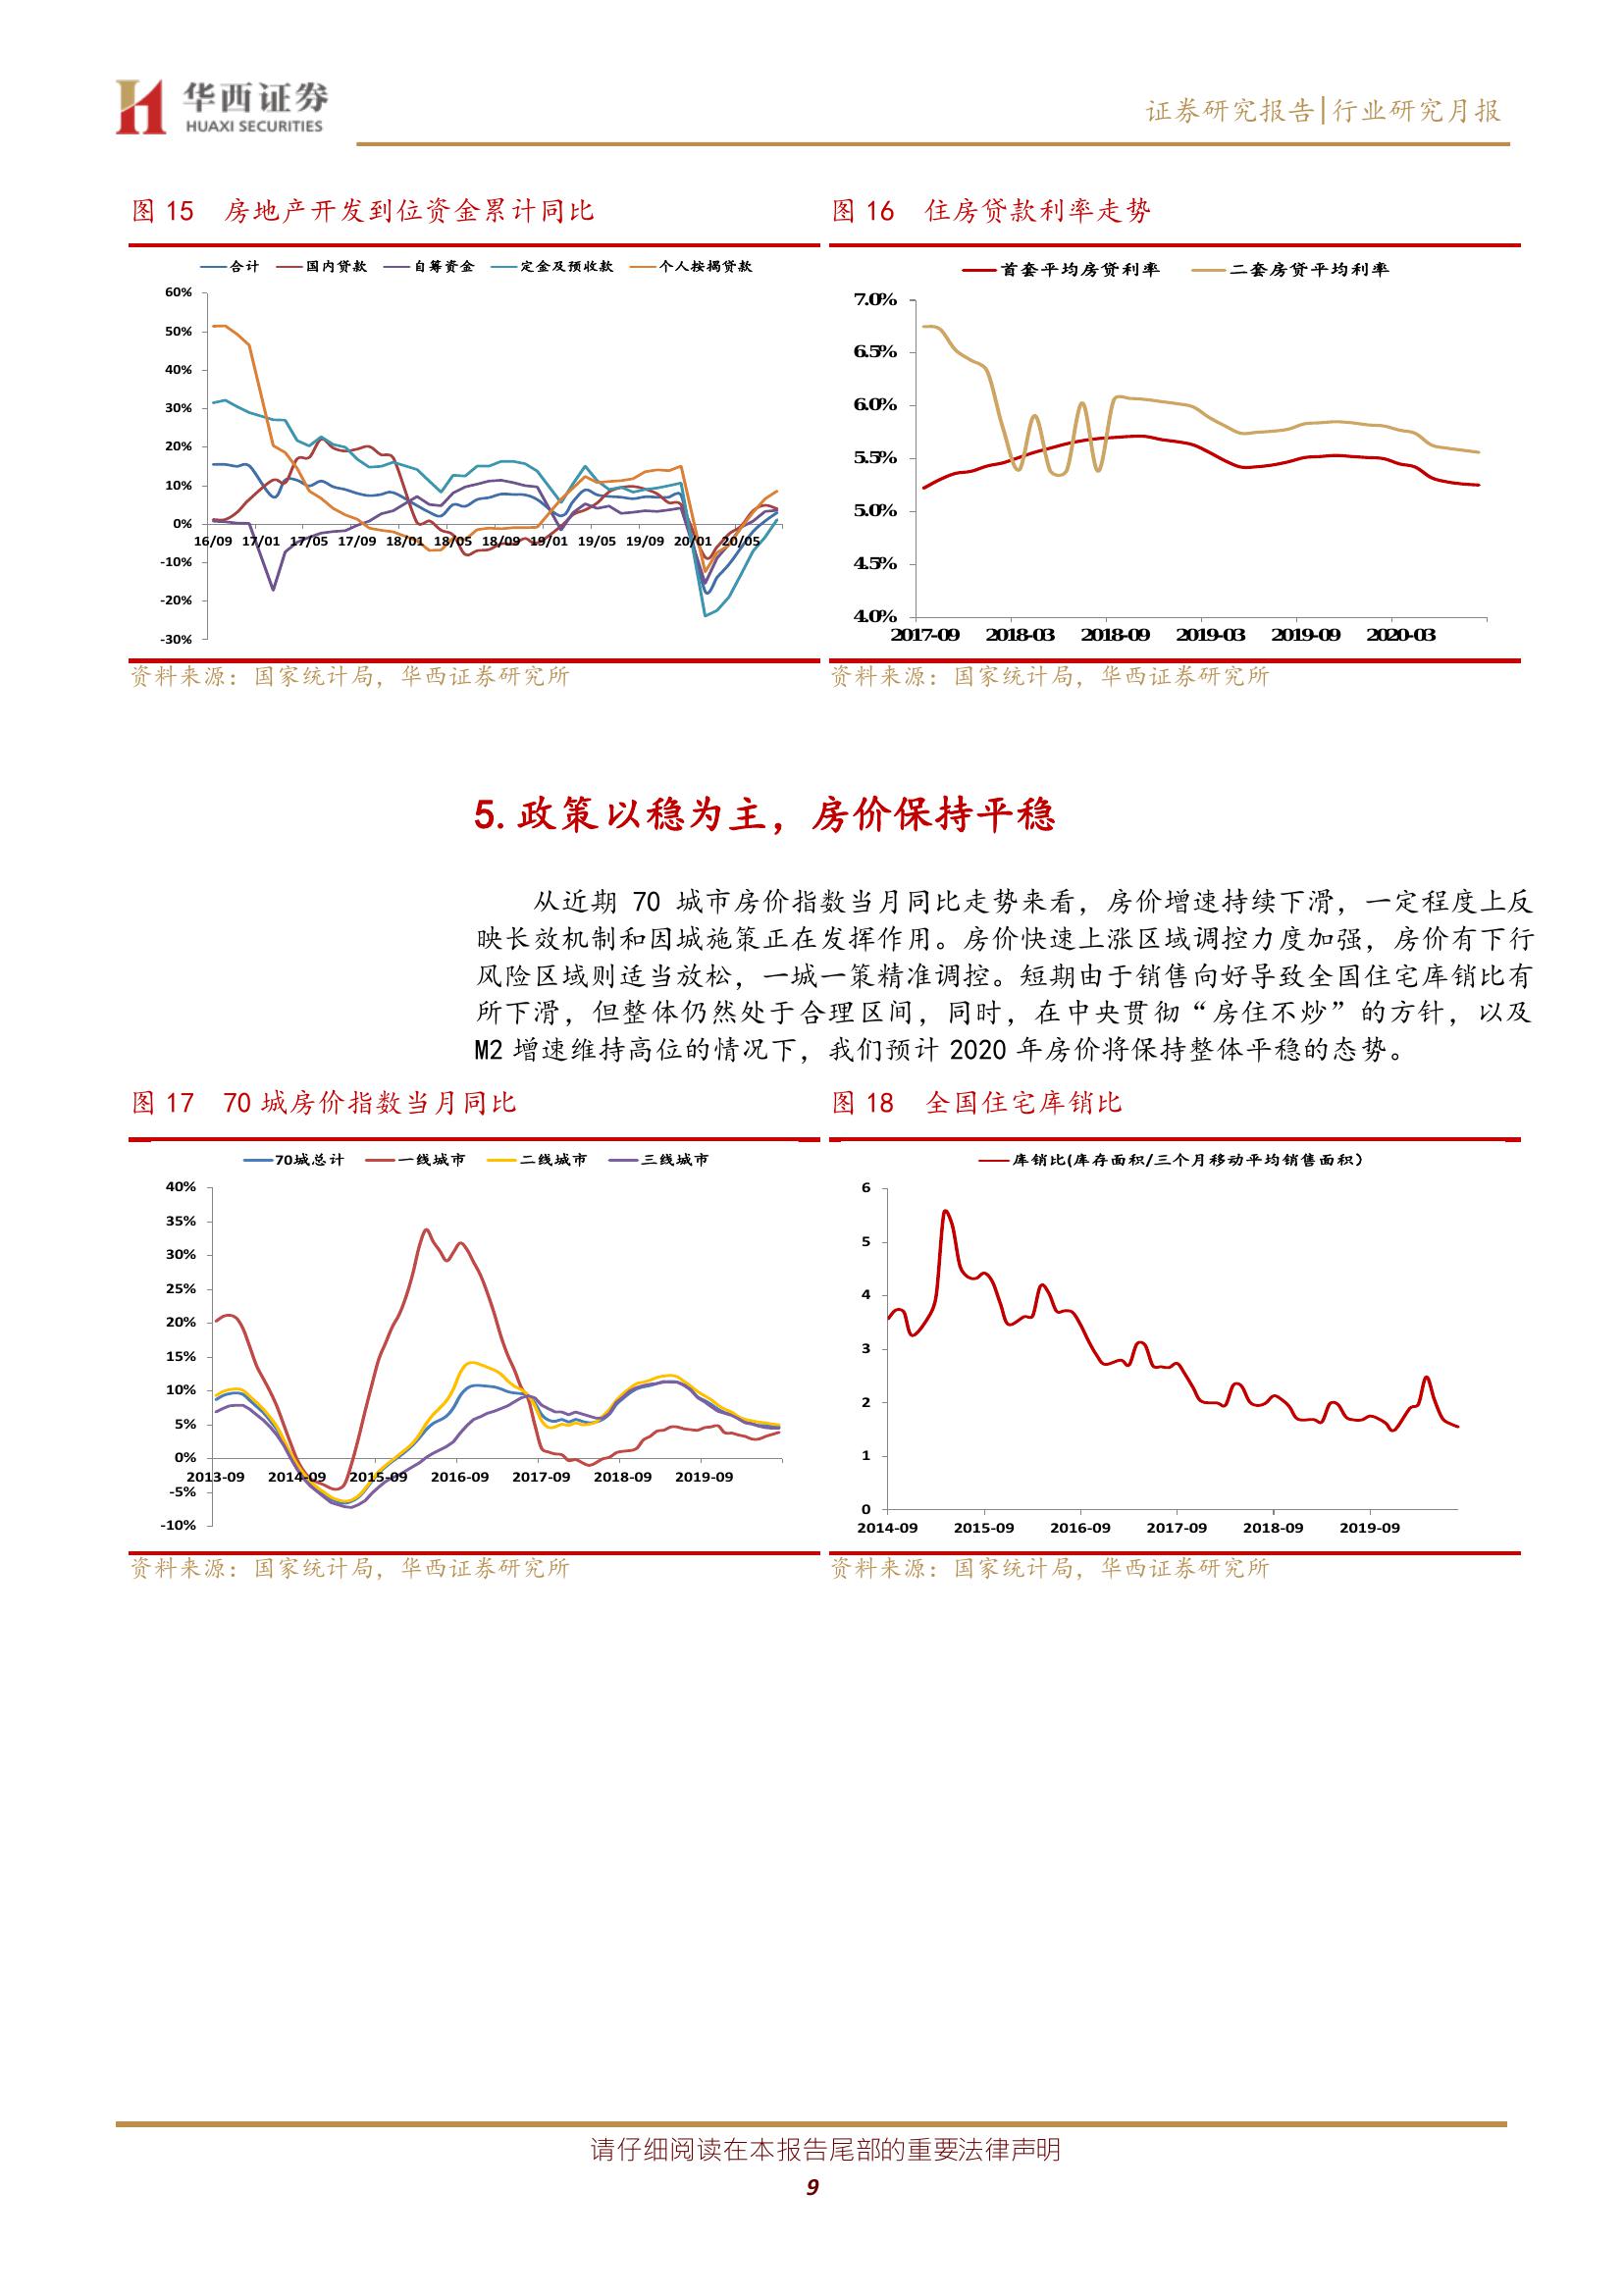 华西证券
HUAXI SECURITIES
证券研究报告|行业研究月报
图 15 房地产开发到位资金累计同比
合计 国内贷款 自筹资金 定金及预收款 个人按揭贷款
60%
50%
40%
30%
20%
10%
0%
-10%
-20%
-30%
16/09 17/01 17/05 17/09 18/01 18/05 18/09 19/01 19/05 19/09 20/01 20/05
资料来源：国家统计局，华西证券研究所
图 16 住房贷款利率走势
首套平均房贷利率 二套房贷平均利率
7.0%
6.5%
6.0%
5.5%
5.0%
4.5%
4.0%
2017-09 2018-03 2018-09 2019-03 2019-09 2020-03
资料来源：国家统计局，华西证券研究所
5.政策以稳为主，房价保持平稳
从近期 70 城市房价指数当月同比走势来看，房价增速持续下滑，一定程度上反
映长效机制和因城施策正在发挥作用。房价快速上涨区域调控力度加强，房价有下行
风险区域则适当放松，一城一策精准调控。短期由于销售向好导致全国住宅库销比有
所下滑，但整体仍然处于合理区间，同时，在中央贯彻“房住不炒”的方针，以及
M2 增速维持高位的情况下，我们预计 2020 年房价将保持整体平稳的态势。
图 17 70 城房价指数当月同比
70城总计 一线城市 二线城市 三线城市
40%
35%
30%
25%
20%
15%
10%
5%
0%
-5%
-10%
2013-09 2014-09 2015-09 2016-09 2017-09 2018-09 2019-09
资料来源：国家统计局，华西证券研究所
图 18 全国住宅库销比
库销比(库存面积/三个月移动平均销售面积）
6
5
4
3
2
1
0
2014-09 2015-09 2016-09 2017-09 2018-09 2019-09
资料来源：国家统计局，华西证券研究所
请仔细阅读在本报告尾部的重要法律声明
9